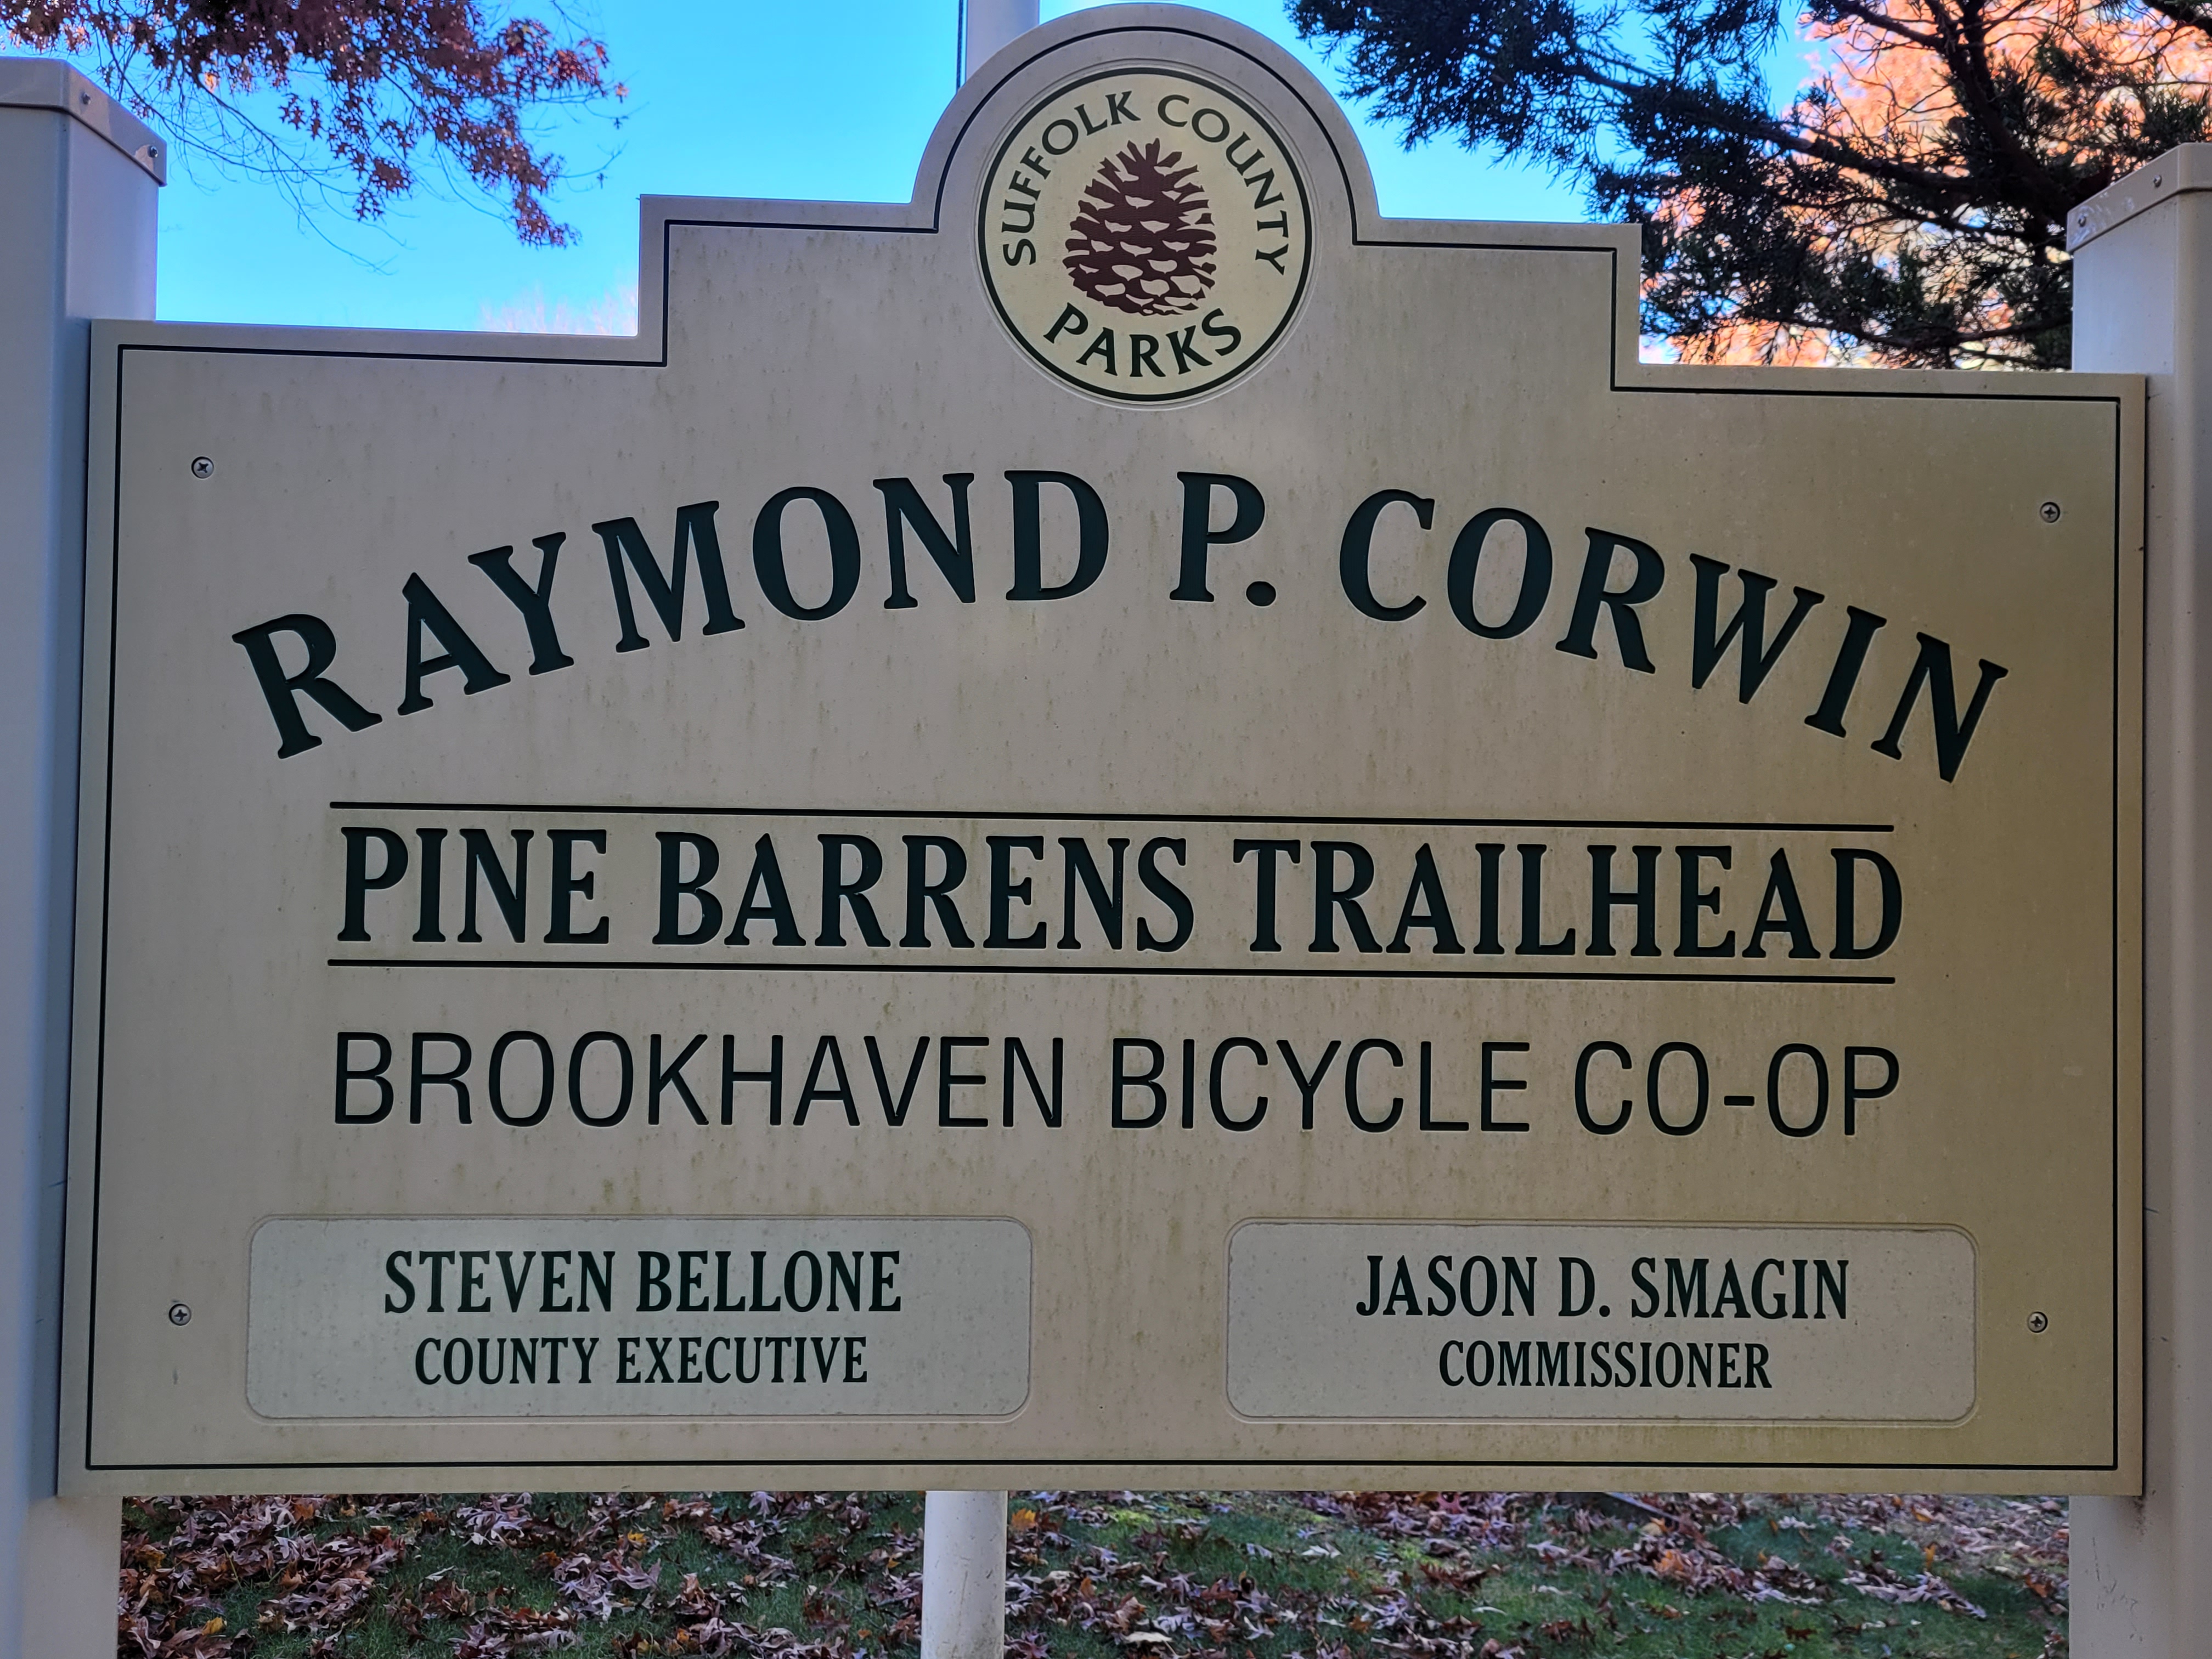 SUFFOLK COUNTY
PARKS
RAYMOND P. CORWIN
PINE BARRENS TRAILHEAD
BROOKHAVEN BICYCLE CO-OP
STEVEN BELLONE
COUNTY EXECUTIVE
JASON D. SMAGIN
COMMISSIONER